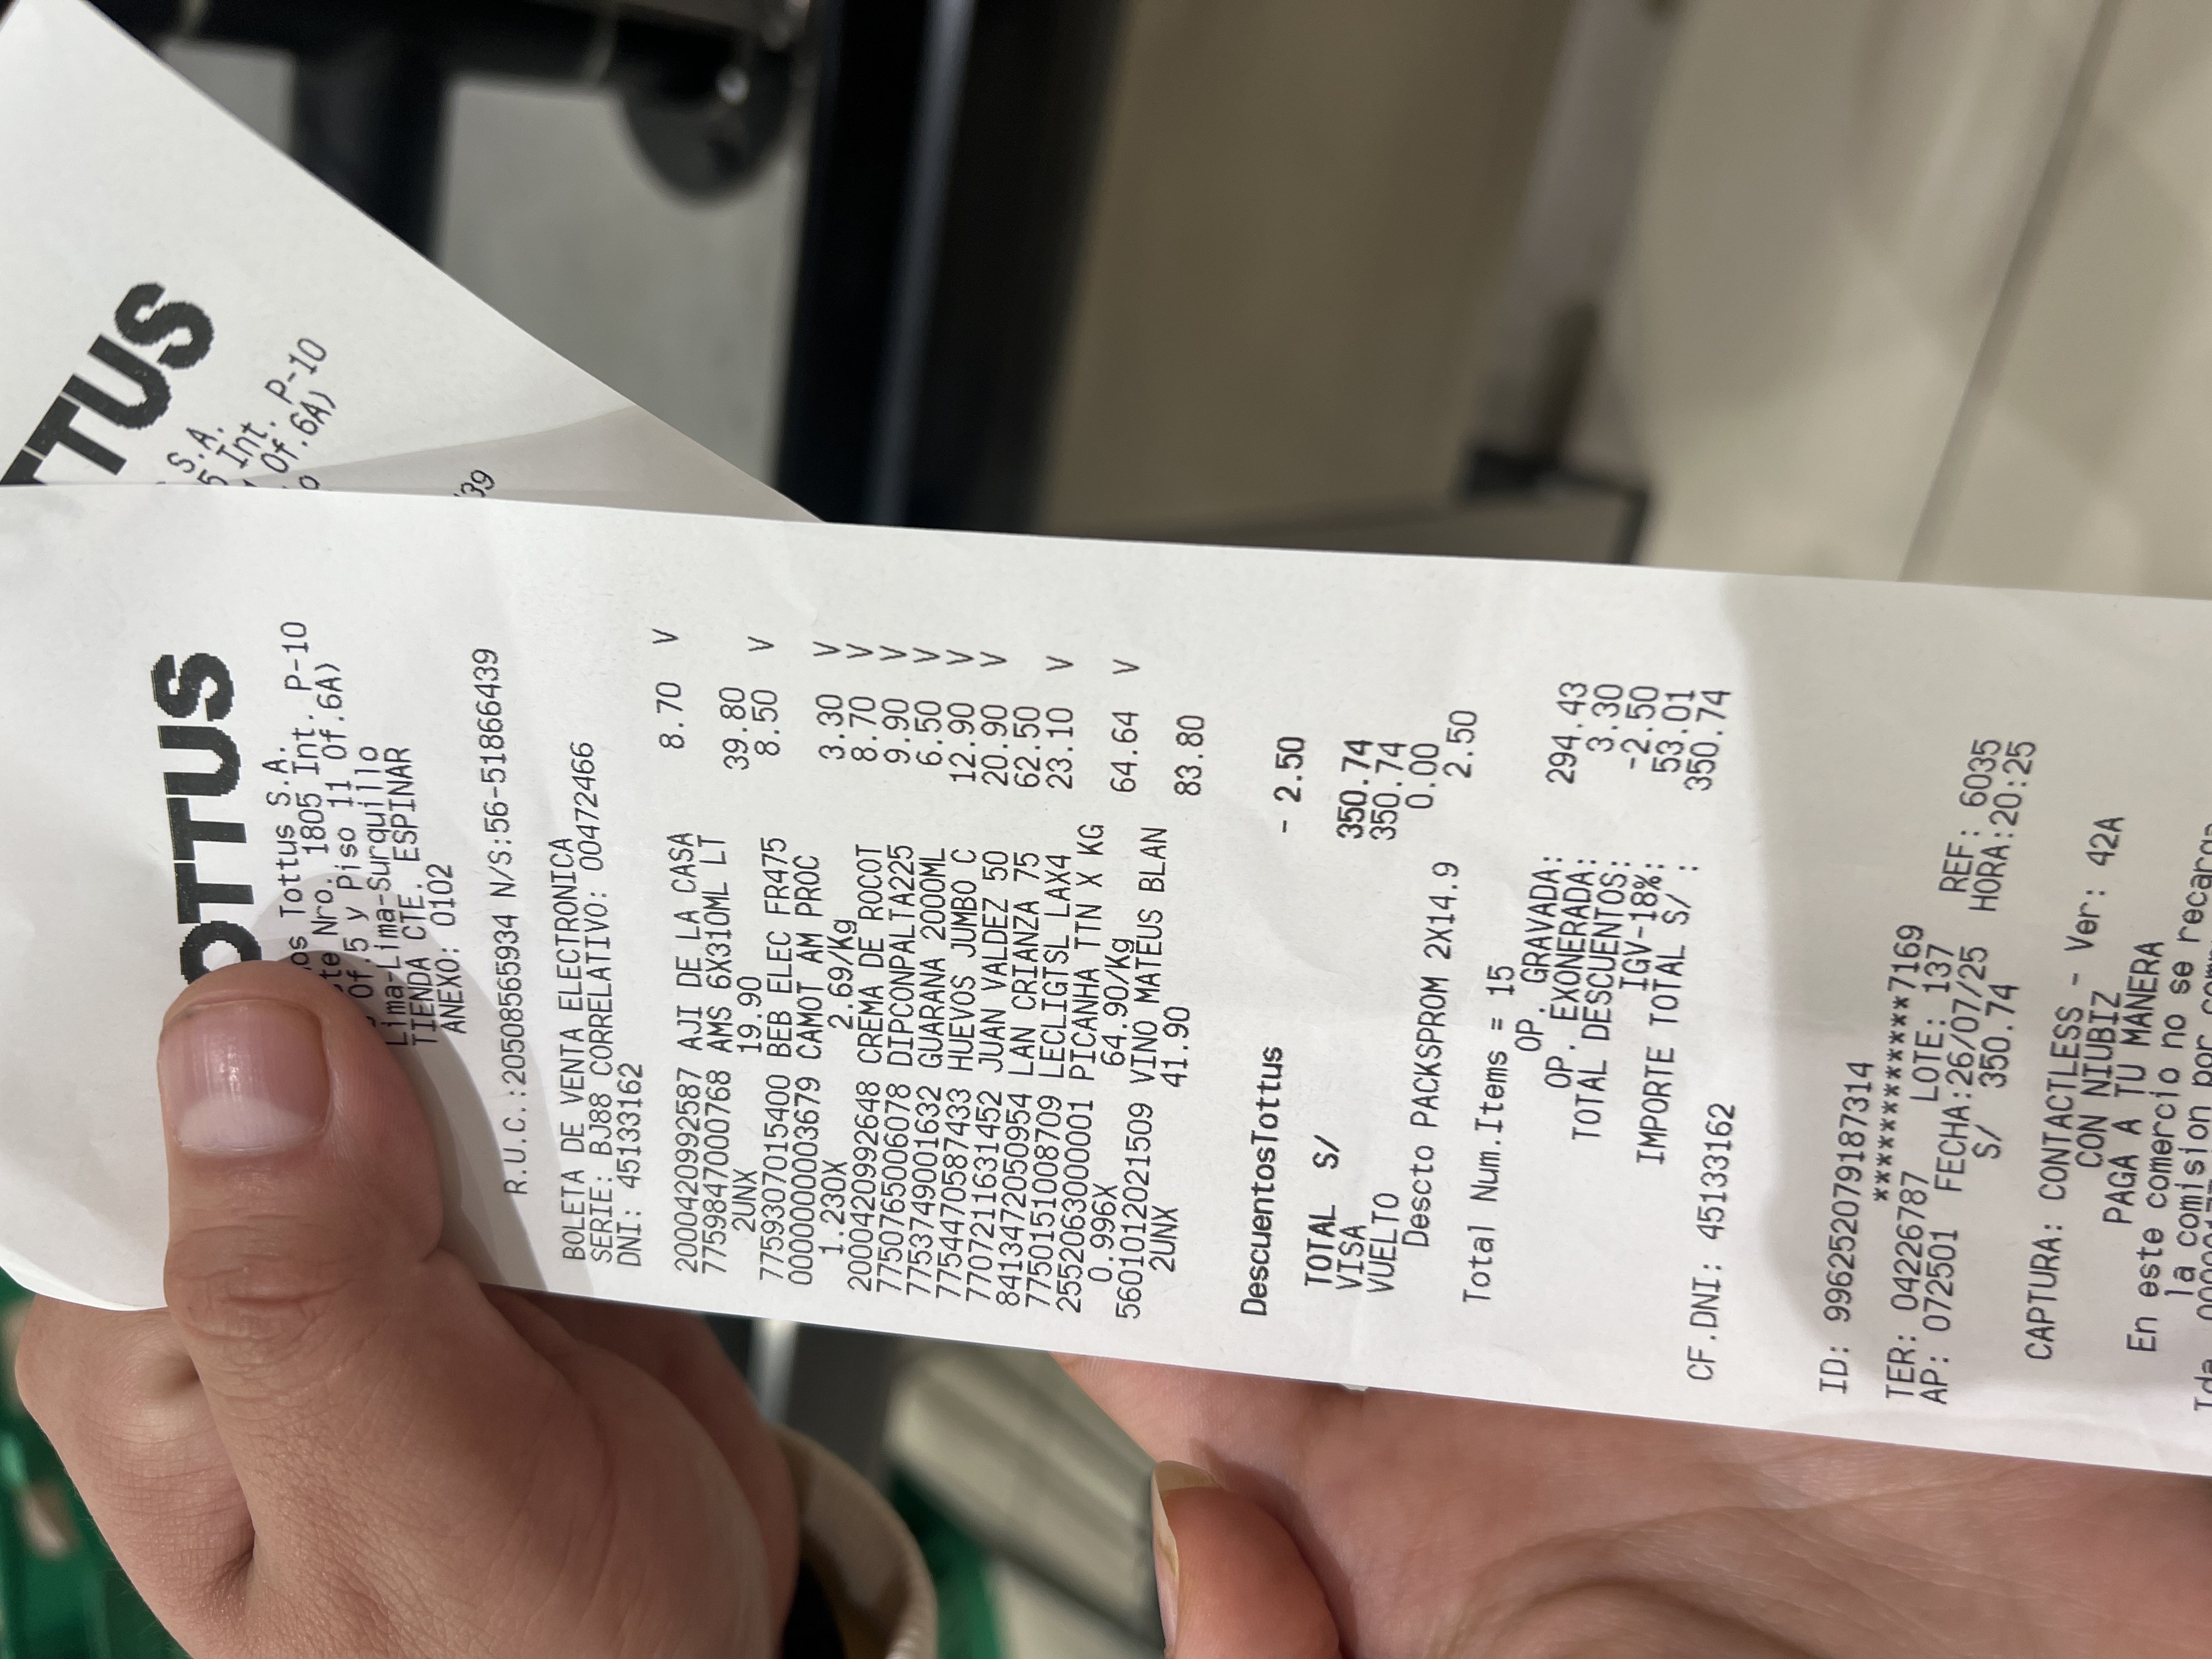 OTTUS
os Tottus S.A.
te Nro. 1805 Int. P-10
Of.5 y Piso 11 Of.6A)
Lima-Lima-Surquillo
TIENDA CTE. ESPINAR
ANEXO: 0102
R.U.C.:20508565934 N/S:56-51866439
BOLETA DE VENTA ELECTRONICA
SERIE: BJ88 CORRELATIVO: 00472466
DNI: 45133162
2000420992587 AJI DE LA CASA 8.70 V
7759847000768 AMS 6X310ML LT
2UNX 19.90 39.80
7759307015400 BEB ELEC FR475 8.50 V
0000000003679 CAMOT AM PROC
1.230X 2.69/Kg 3.30 V
2000420992648 CREMA DE ROCOT 8.70 V
7750765006078 DIPCONPALTA225 9.90 V
7753749001632 GUARANA 2000ML 6.50 V
7754470587433 HUEVOS JUMBO C 12.90 V
7707211631452 JUAN VALDEZ 50 20.90 V
8413472050954 LAN CRIANZA 75 62.50
7750151008709 LECLIGTSL LAX4 23.10 V
2552063000001 PICANHA TTN X KG
0.996X 64.90/Kg 64.64 V
5601012021509 VINO MATEUS BLAN
2UNX 41.90 83.80
DescuentosTottus - 2.50
TOTAL S/ 350.74
VISA 350.74
VUELTO 0.00
Descto PACKSPROM 2X14.9 2.50
Total Num.Items = 15
OP. GRAVADA: 294.43
OP. EXONERADA: 3.30
TOTAL DESCUENTOS: -2.50
IGV-18%: 53.01
IMPORTE TOTAL S/ : 350.74
CF.DNI: 45133162
ID: 996252079187314
************7169
TER: 04226787 LOTE: 137 REF: 6035
AP: 072501 FECHA:26/07/25 HORA:20:25
S/ 350.74
CAPTURA: CONTACTLESS - Ver: 42A
CON NIUBIZ
PAGA A TU MANERA
En este comercio no se recarga
la comision por
TTUS
S.A.
5 Int. P-10
Of.6A)
o
39